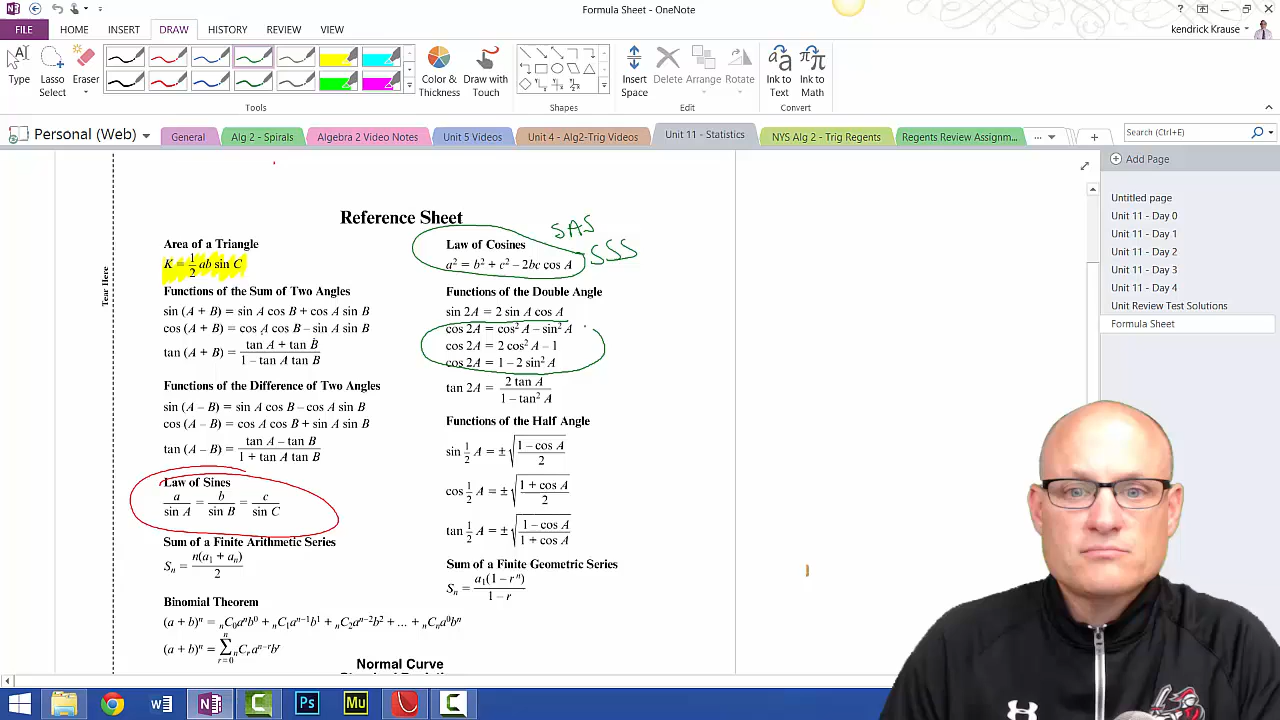 Formula Sheet - OneNote
FILE HOME INSERT DRAW HISTORY REVIEW VIEW
kendrick Krause
Type
Lasso Select
Eraser
Color & Thickness
Draw with Touch
Insert Space
Delete
Arrange
Rotate
Ink to Text
Ink to Math
Tools
Shapes
Edit
Convert
Personal (Web)
General
Alg 2 - Spirals
Algebra 2 Video Notes
Unit 5 Videos
Unit 4 - Alg2-Trig Videos
Unit 11 - Statistics
NYS Alg 2 - Trig Regents
Regents Review Assignm...
Search (Ctrl+E)
Add Page
Untitled page
Unit 11 - Day 0
Unit 11 - Day 1
Unit 11 - Day 2
Unit 11 - Day 3
Unit 11 - Day 4
Unit Review Test Solutions
Formula Sheet
Tear Here
Reference Sheet
Area of a Triangle
K = 1/2 ab sin C
Functions of the Sum of Two Angles
sin (A + B) = sin A cos B + cos A sin B
cos (A + B) = cos A cos B – sin A sin B
tan (A + B) = (tan A + tan B)/(1 – tan A tan B)
Functions of the Difference of Two Angles
sin (A – B) = sin A cos B – cos A sin B
cos (A – B) = cos A cos B + sin A sin B
tan (A – B) = (tan A – tan B)/(1 + tan A tan B)
Law of Sines
a/sin A = b/sin B = c/sin C
Sum of a Finite Arithmetic Series
Sₙ = n(a₁ + aₙ)/2
Binomial Theorem
(a + b)ⁿ = ₙC₀aⁿb⁰ + ₙC₁aⁿ⁻¹b¹ + ₙC₂aⁿ⁻²b² + ... + ₙCₙa⁰bⁿ
(a + b)ⁿ = Σ n r=0 ₙCᵣaⁿ⁻ʳbʳ
SAS
SSS
Law of Cosines
a² = b² + c² – 2bc cos A
Functions of the Double Angle
sin 2A = 2 sin A cos A
cos 2A = cos² A – sin² A
cos 2A = 2 cos² A – 1
cos 2A = 1 – 2 sin² A
tan 2A = 2 tan A/(1 – tan² A)
Functions of the Half Angle
sin 1/2 A = ±√((1 – cos A)/2)
cos 1/2 A = ±√((1 + cos A)/2)
tan 1/2 A = ±√((1 – cos A)/(1 + cos A))
Sum of a Finite Geometric Series
Sₙ = a₁(1 – rⁿ)/(1 – r)
Normal Curve
Ps
Mu